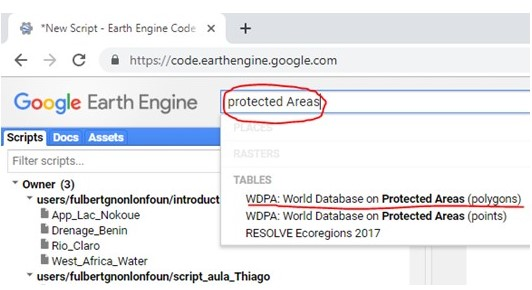 *New Script - Earth Engine Code
https://code.earthengine.google.com
Google Earth Engine
protected Areas
PLACES
RASTERS
TABLES
WDPA: World Database on Protected Areas (polygons)
WDPA: World Database on Protected Areas (points)
RESOLVE Ecoregions 2017
Scripts Docs Assets
Filter scripts...
Owner (3)
users/fulbertgnonlonfoun/introduct
App_Lac_Nokoue
Drenage_Benin
Rio_Claro
West_Africa_Water
users/fulbertgnonlonfoun/script_aula_Thiago